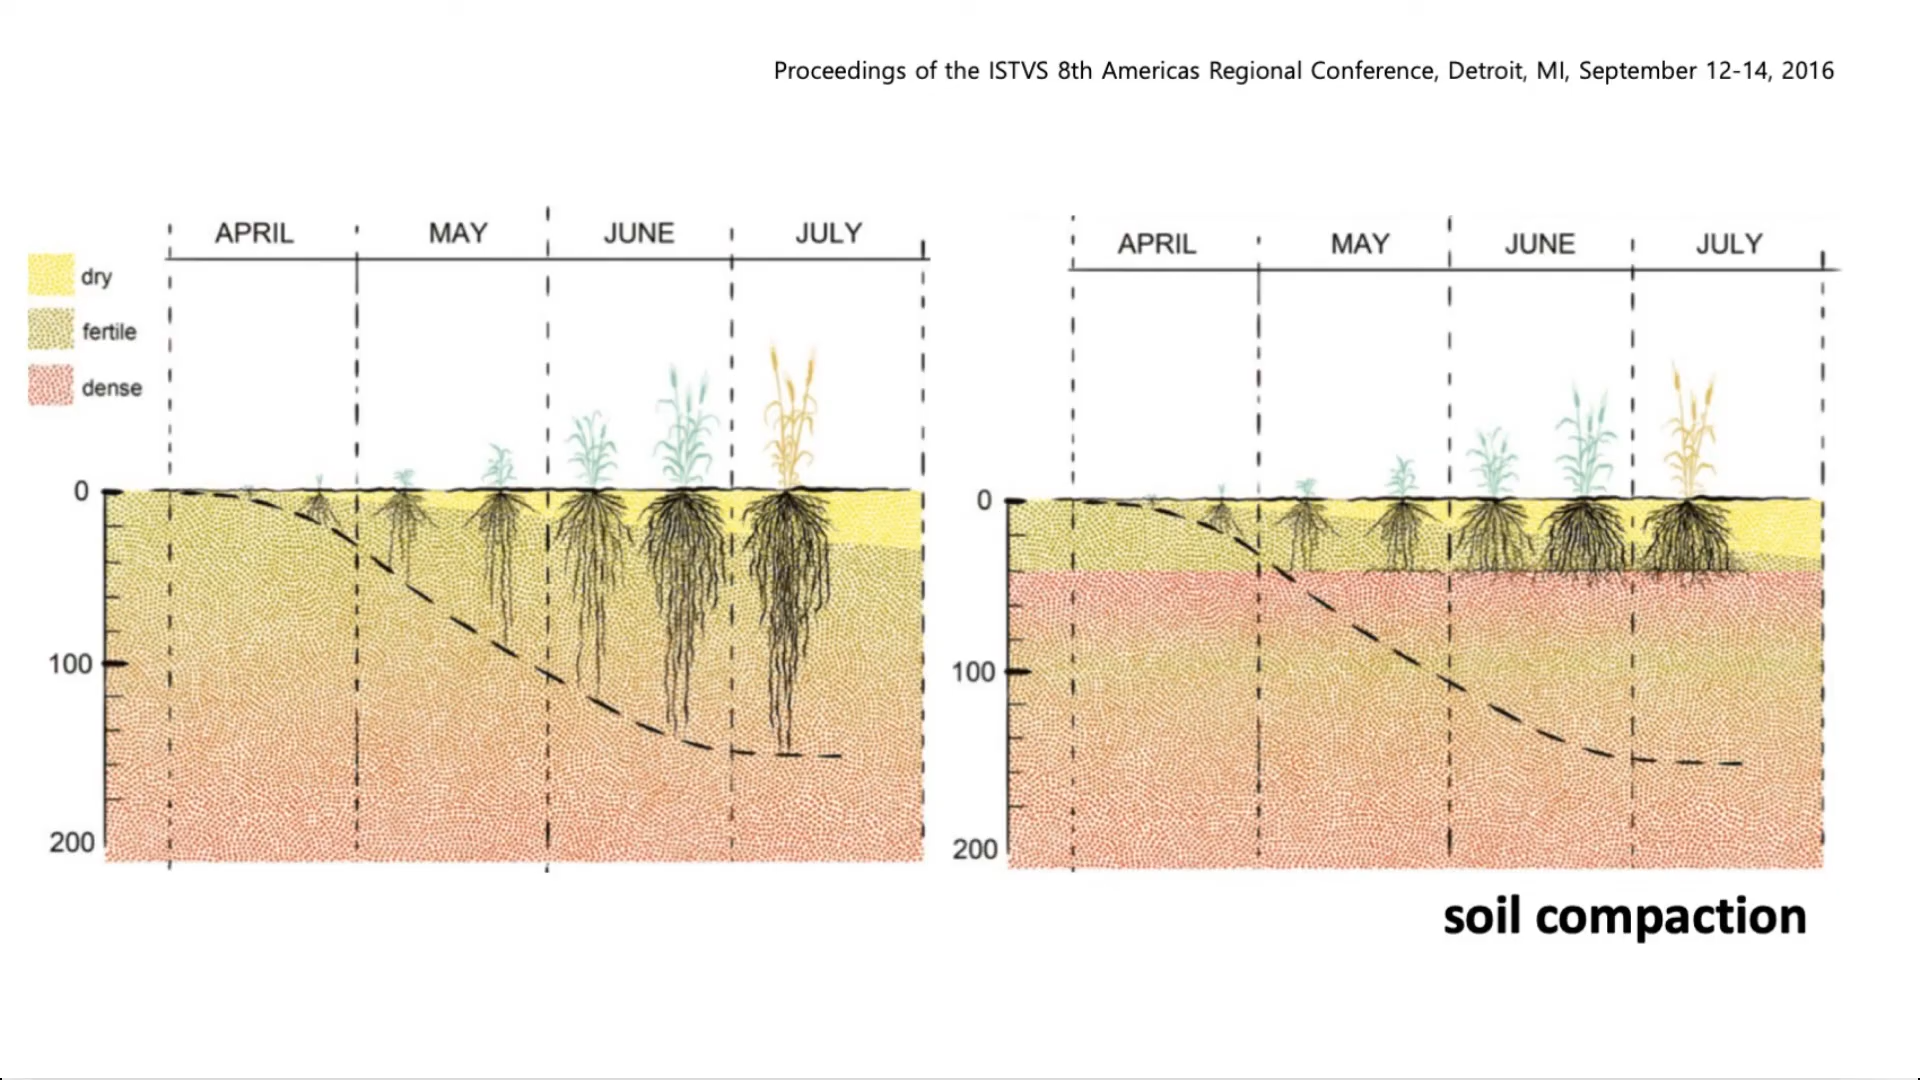 Proceedings of the ISTVS 8th Americas Regional Conference, Detroit, MI, September 12-14, 2016
APRIL MAY JUNE JULY
dry
fertile
dense
0
100
200
APRIL MAY JUNE JULY
0
100
200
soil compaction